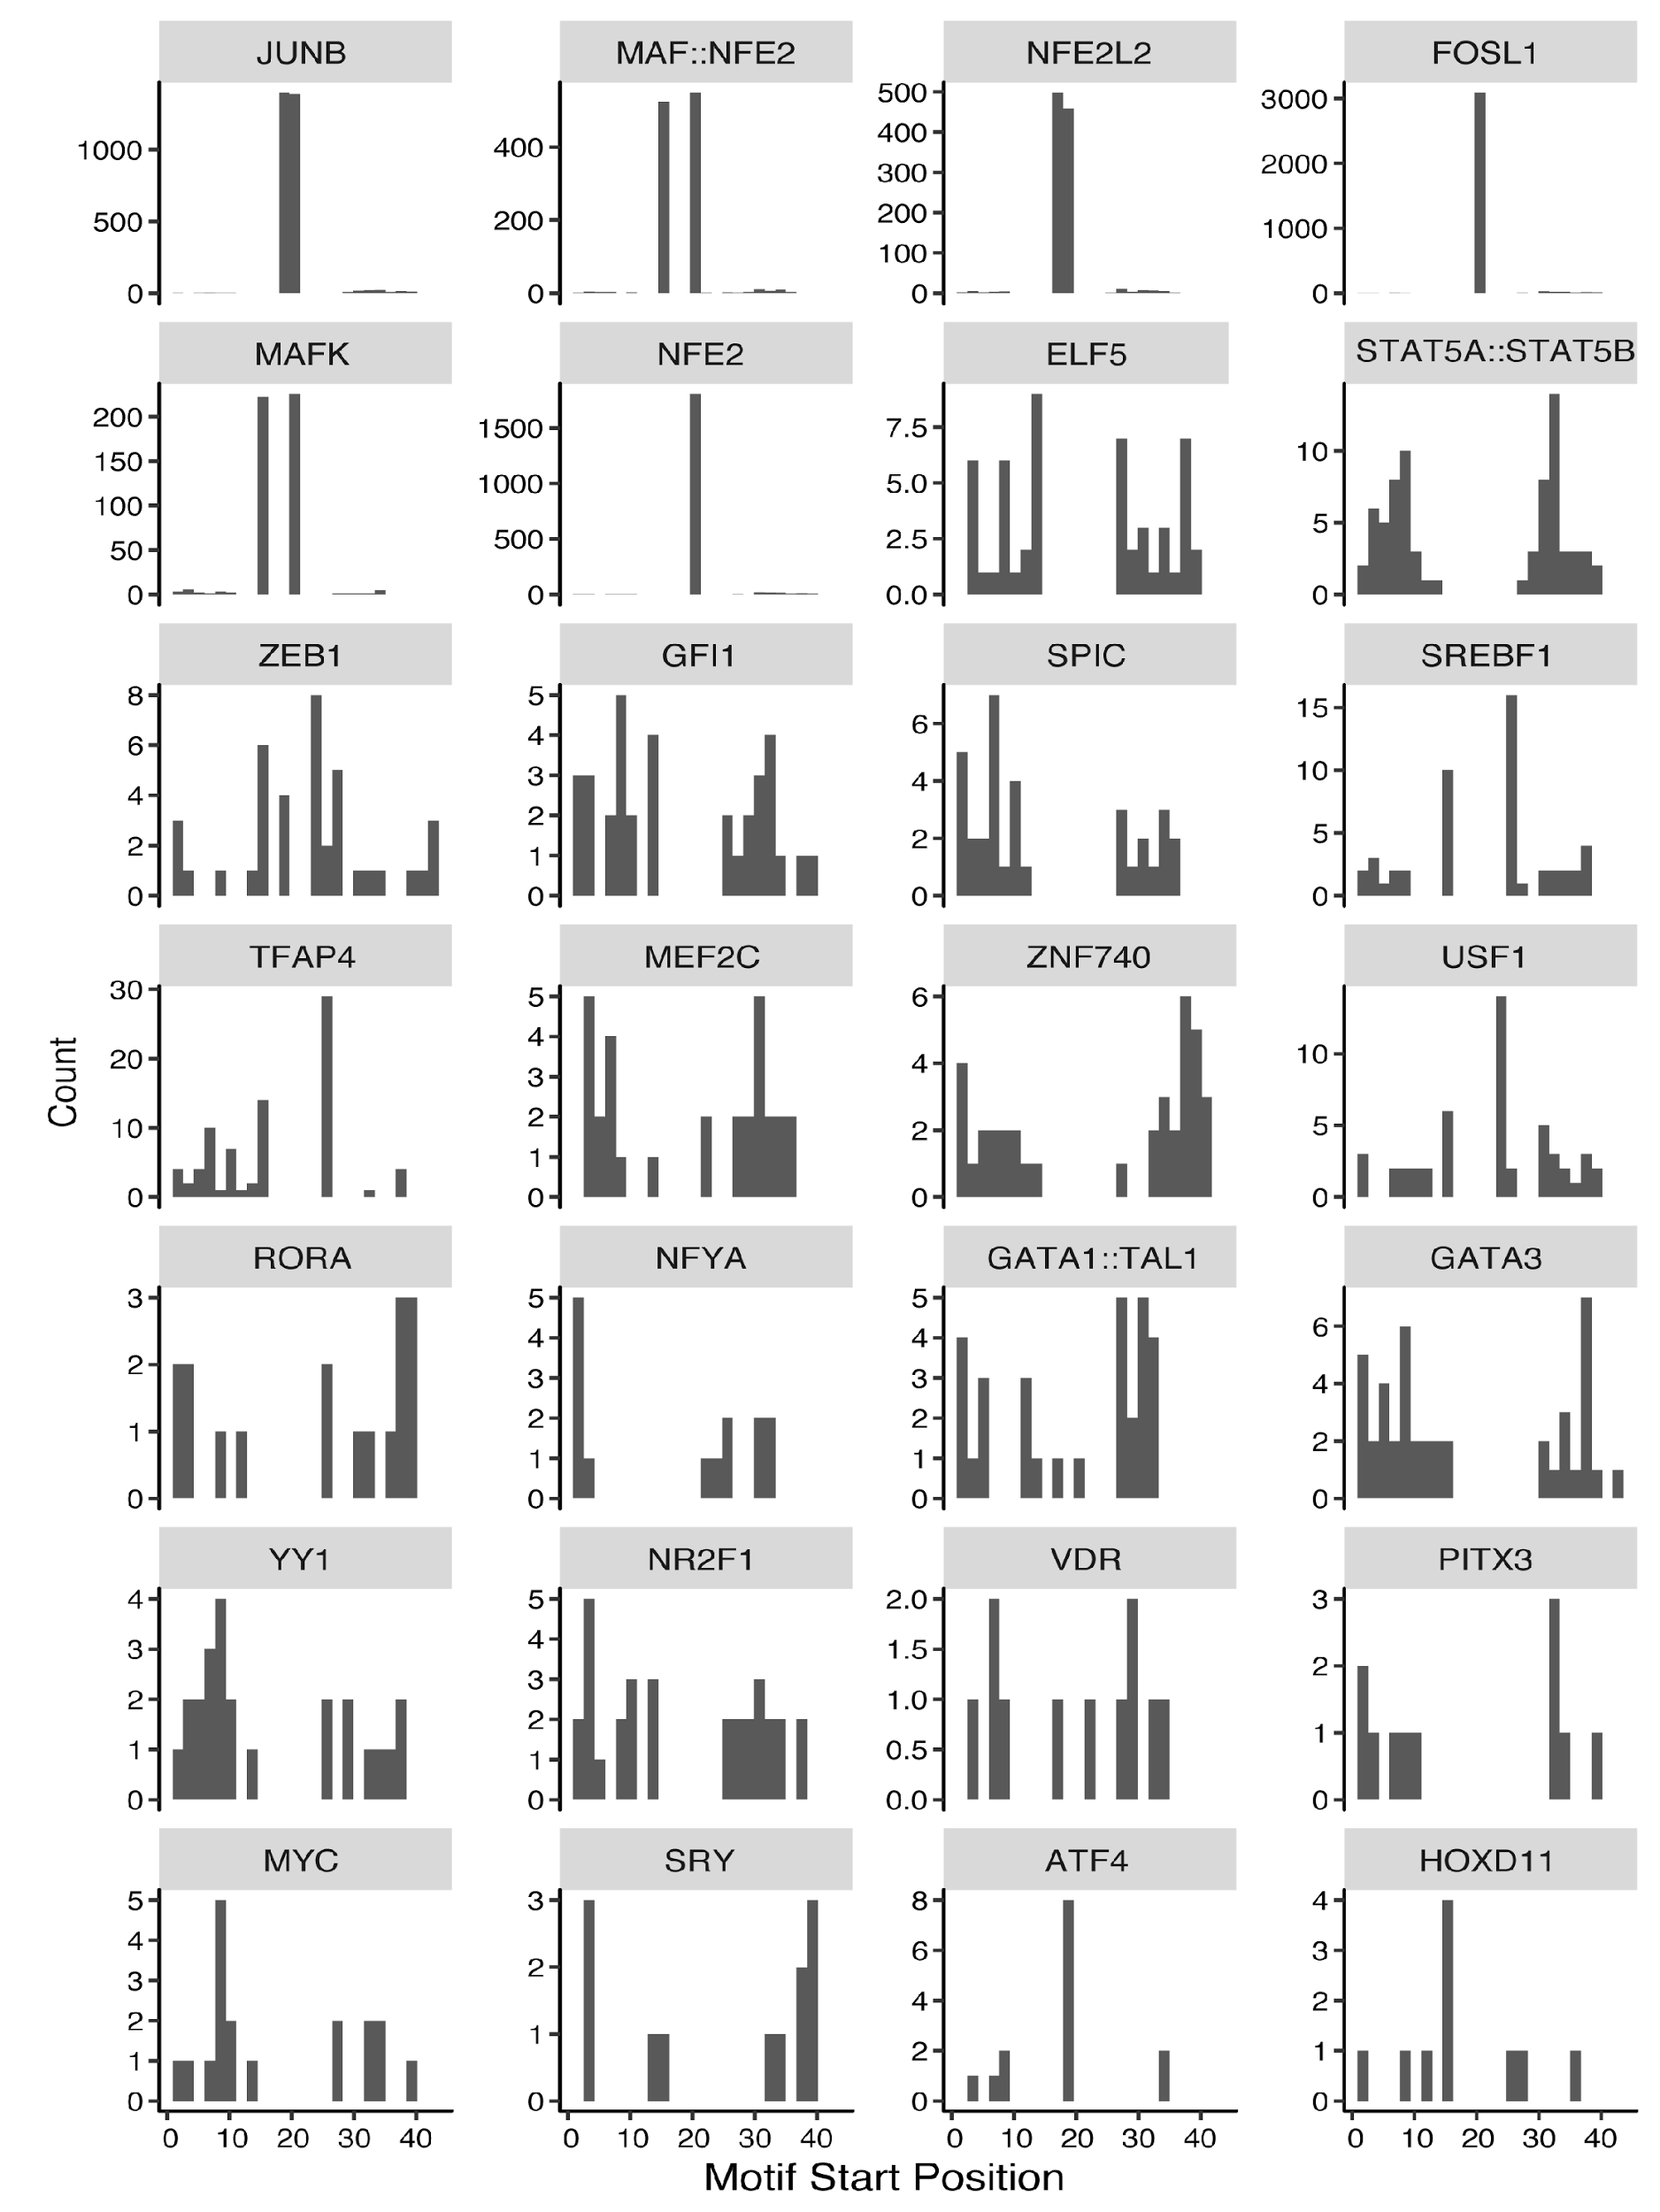 JUNB MAF::NFE2 NFE2L2 FOSL1
1000 500 0
400 200 0
500 400 300 200 100 0
3000 2000 1000 0
MAFK NFE2 ELF5 STAT5A::STAT5B
200 150 100 50 0
1500 1000 500 0
7.5 5.0 2.5 0.0
10 5 0
ZEB1 GFI1 SPIC SREBF1
8 6 4 2 0
5 4 3 2 1 0
6 4 2 0
15 10 5 0
TFAP4 MEF2C ZNF740 USF1
30 20 10 0
5 4 3 2 1 0
6 4 2 0
10 5 0
Count
RORA NFYA GATA1::TAL1 GATA3
3 2 1 0
5 4 3 2 1 0
5 4 3 2 1 0
6 4 2 0
YY1 NR2F1 VDR PITX3
4 3 2 1 0
5 4 3 2 1 0
2.0 1.5 1.0 0.5 0.0
3 2 1 0
MYC SRY ATF4 HOXD11
5 4 3 2 1 0
3 2 1 0
8 6 4 2 0
4 3 2 1 0
0 10 20 30 40 0 10 20 30 40 0 10 20 30 40 0 10 20 30 40
Motif Start Position